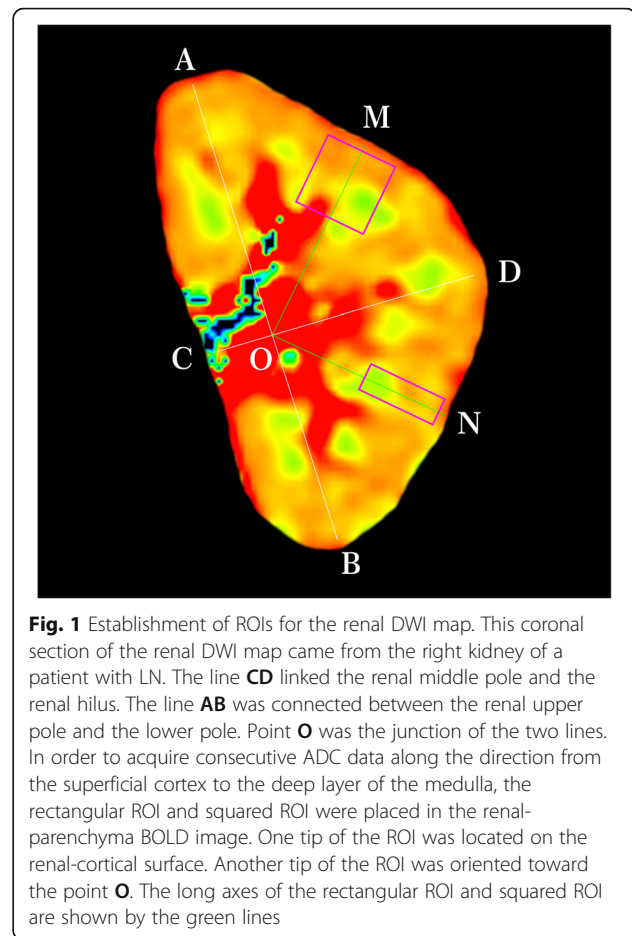 A
M
D
C
O
N
B
Fig. 1 Establishment of ROIs for the renal DWI map. This coronal
section of the renal DWI map came from the right kidney of a
patient with LN. The line CD linked the renal middle pole and the
renal hilus. The line AB was connected between the renal upper
pole and the lower pole. Point O was the junction of the two lines.
In order to acquire consecutive ADC data along the direction from
the superficial cortex to the deep layer of the medulla, the
rectangular ROI and squared ROI were placed in the renal-
parenchyma BOLD image. One tip of the ROI was located on the
renal-cortical surface. Another tip of the ROI was oriented toward
the point O. The long axes of the rectangular ROI and squared ROI
are shown by the green lines